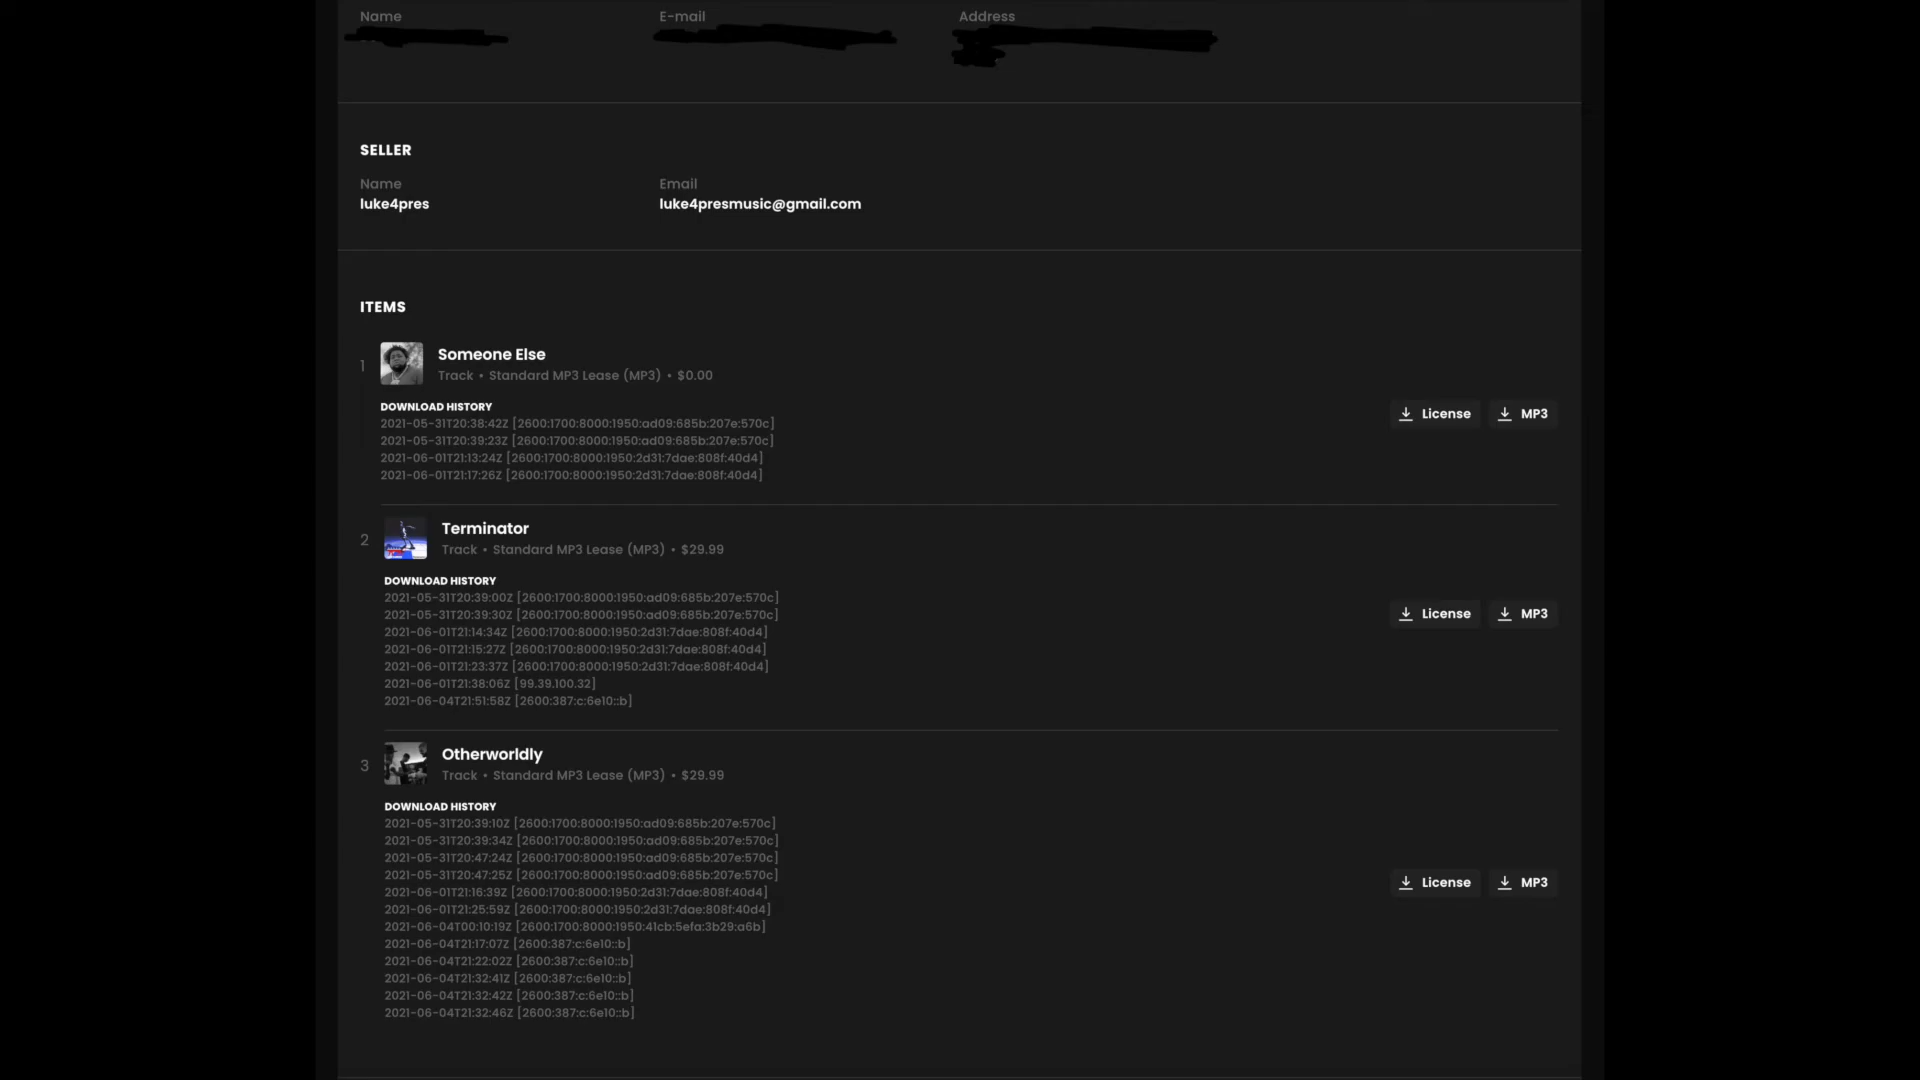 Name E-mail Address
SELLER
Name Email
luke4pres luke4presmusic@gmail.com
ITEMS
1 Someone Else
Track • Standard MP3 Lease (MP3) • $0.00
DOWNLOAD HISTORY
2021-05-31T20:38:42Z [2600:1700:8000:1950:ad09:685b:207e:570c]
License MP3
2021-05-31T20:39:23Z [2600:1700:8000:1950:ad09:685b:207e:570c]
2021-06-01T21:13:24Z [2600:1700:8000:1950:2d31:7dae:808f:40d4]
2021-06-01T21:17:26Z [2600:1700:8000:1950:2d31:7dae:808f:40d4]
2 Terminator
Track • Standard MP3 Lease (MP3) • $29.99
DOWNLOAD HISTORY
2021-05-31T20:39:00Z [2600:1700:8000:1950:ad09:685b:207e:570c]
2021-05-31T20:39:30Z [2600:1700:8000:1950:ad09:685b:207e:570c]
License MP3
2021-06-01T21:14:34Z [2600:1700:8000:1950:2d31:7dae:808f:40d4]
2021-06-01T21:15:27Z [2600:1700:8000:1950:2d31:7dae:808f:40d4]
2021-06-01T21:23:37Z [2600:1700:8000:1950:2d31:7dae:808f:40d4]
2021-06-01T21:38:06Z [99.39.100.32]
2021-06-04T21:51:58Z [2600:387:c:6e10::b]
3 Otherworldly
Track • Standard MP3 Lease (MP3) • $29.99
DOWNLOAD HISTORY
2021-05-31T20:39:10Z [2600:1700:8000:1950:ad09:685b:207e:570c]
2021-05-31T20:39:34Z [2600:1700:8000:1950:ad09:685b:207e:570c]
2021-05-31T20:47:24Z [2600:1700:8000:1950:ad09:685b:207e:570c]
2021-05-31T20:47:25Z [2600:1700:8000:1950:ad09:685b:207e:570c]
License MP3
2021-06-01T21:16:39Z [2600:1700:8000:1950:2d31:7dae:808f:40d4]
2021-06-01T21:25:59Z [2600:1700:8000:1950:2d31:7dae:808f:40d4]
2021-06-04T00:10:19Z [2600:1700:8000:1950:41cb:5efa:3b29:a6b]
2021-06-04T21:17:07Z [2600:387:c:6e10::b]
2021-06-04T21:22:02Z [2600:387:c:6e10::b]
2021-06-04T21:32:41Z [2600:387:c:6e10::b]
2021-06-04T21:32:42Z [2600:387:c:6e10::b]
2021-06-04T21:32:46Z [2600:387:c:6e10::b]